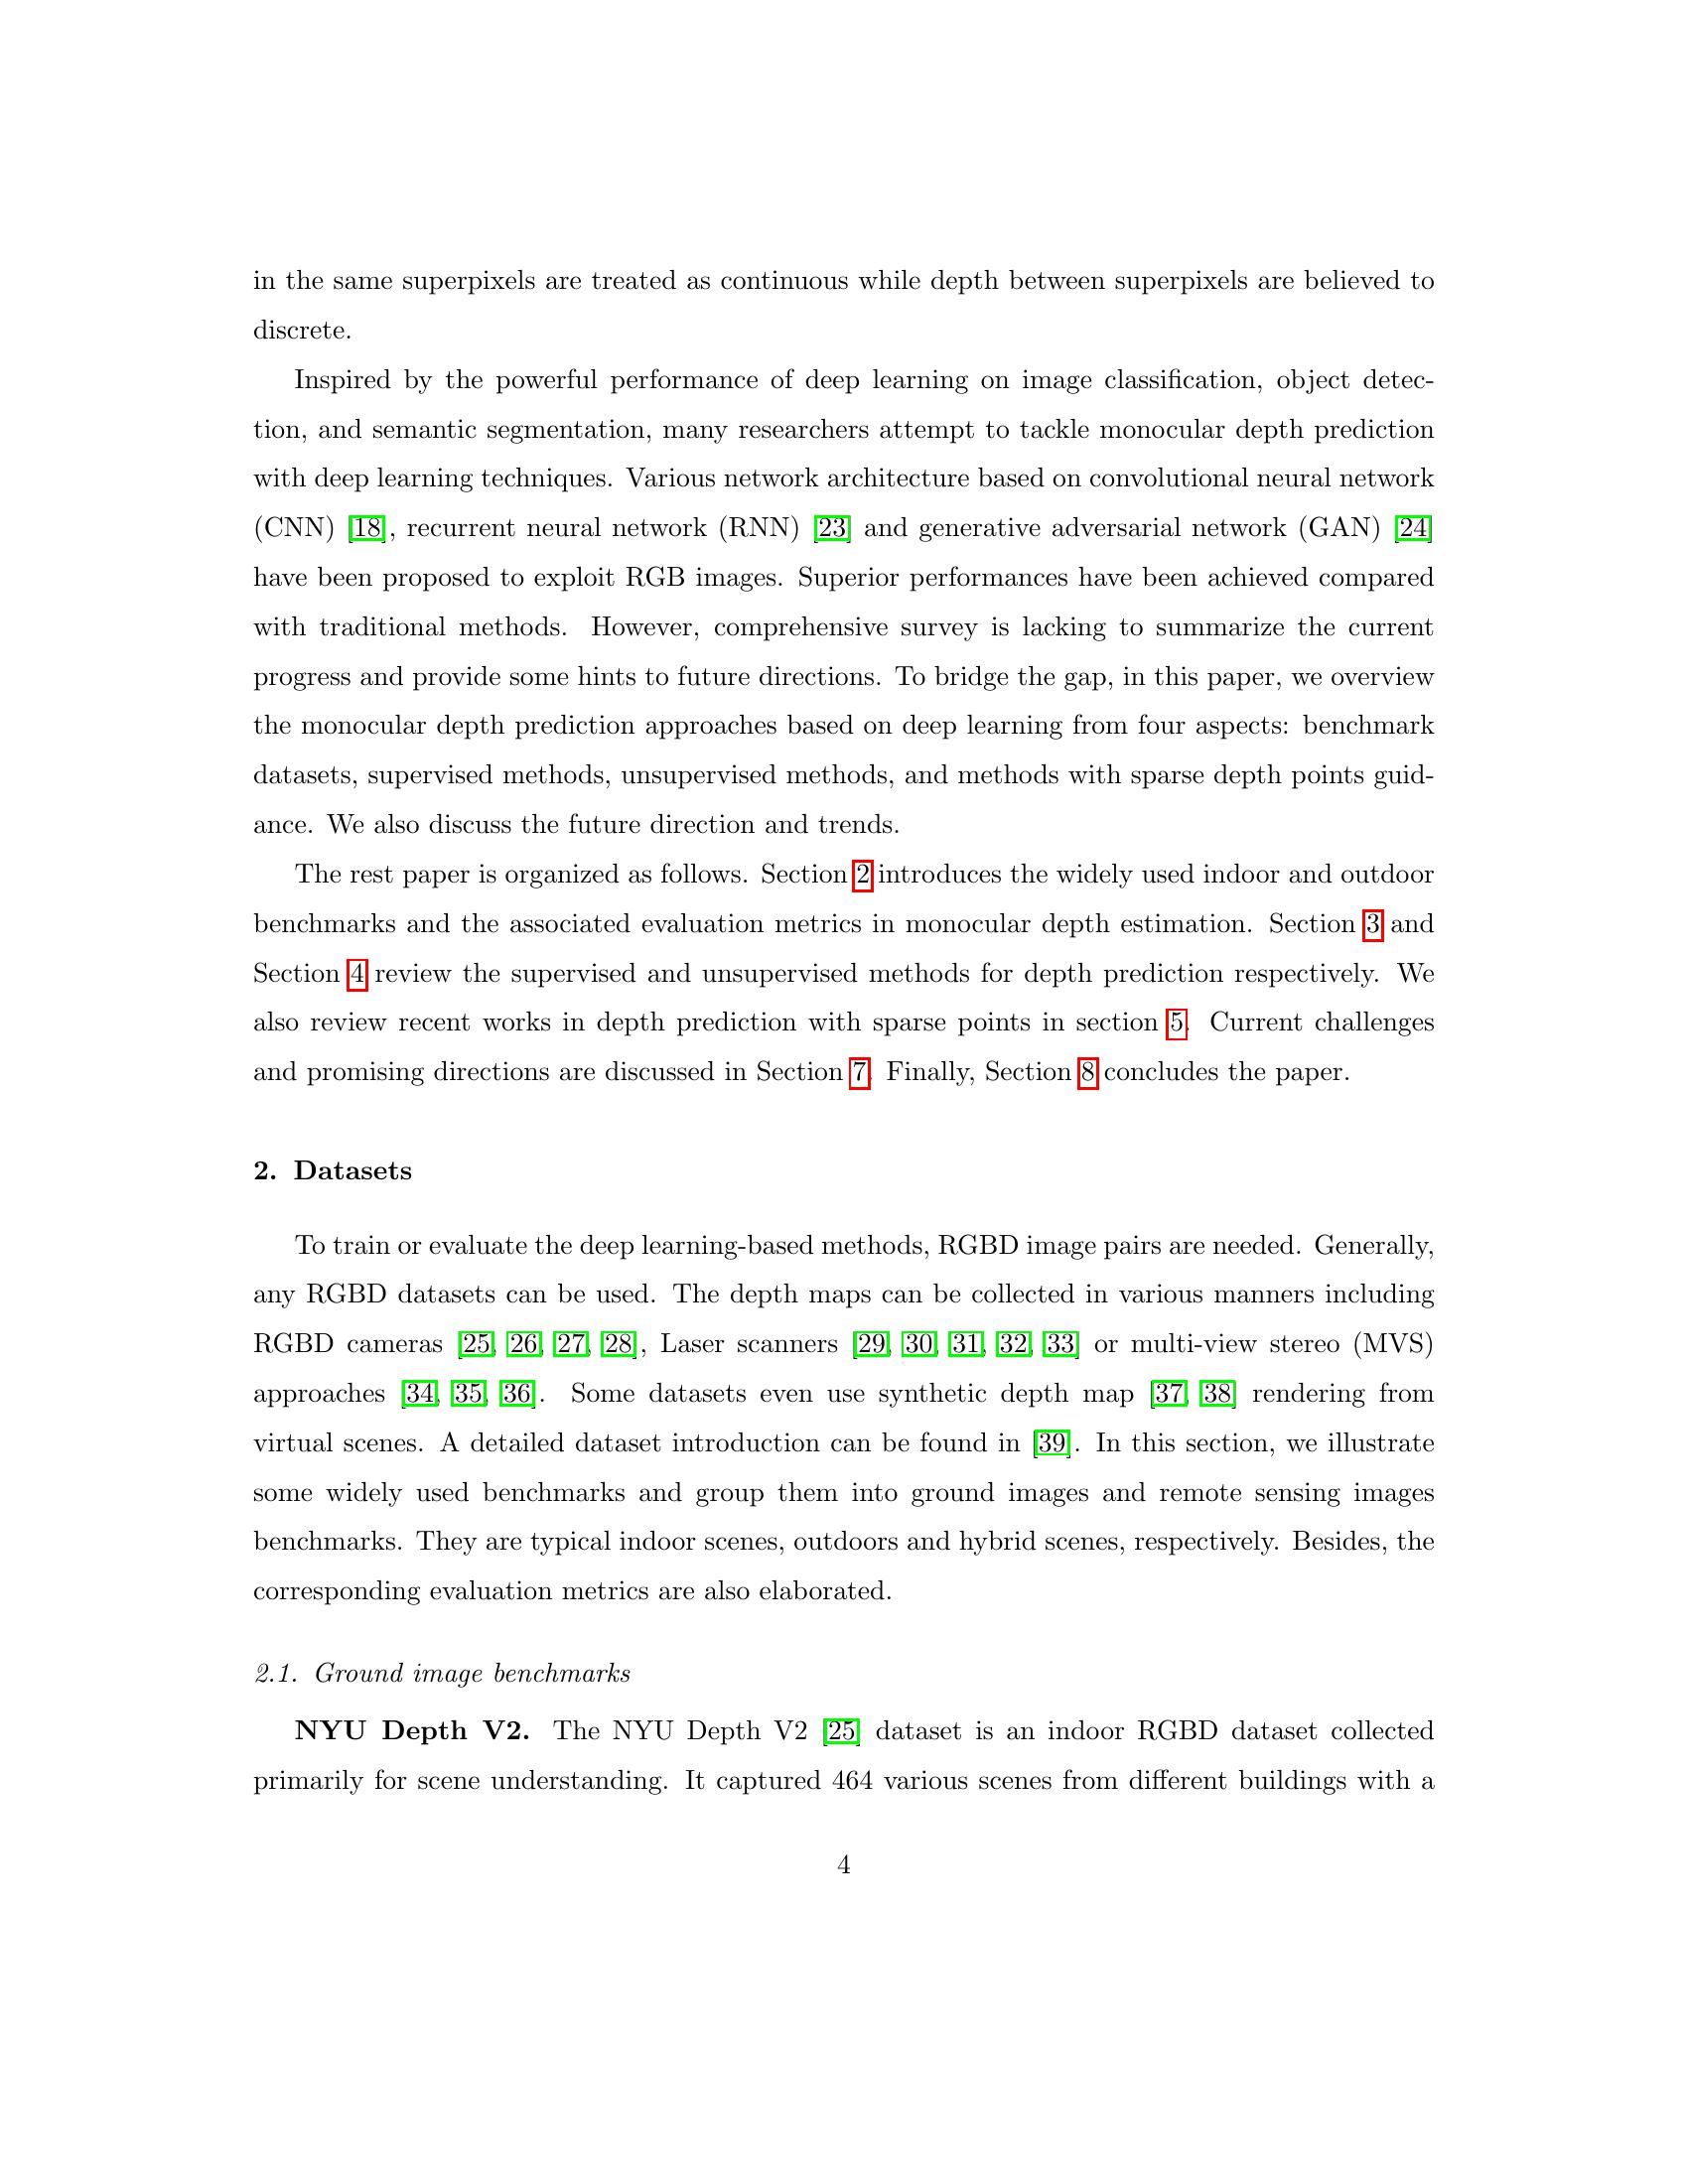 in the same superpixels are treated as continuous while depth between superpixels are believed to
discrete.
Inspired by the powerful performance of deep learning on image classification, object detec-
tion, and semantic segmentation, many researchers attempt to tackle monocular depth prediction
with deep learning techniques. Various network architecture based on convolutional neural network
(CNN) [18], recurrent neural network (RNN) [23] and generative adversarial network (GAN) [24]
have been proposed to exploit RGB images. Superior performances have been achieved compared
with traditional methods. However, comprehensive survey is lacking to summarize the current
progress and provide some hints to future directions. To bridge the gap, in this paper, we overview
the monocular depth prediction approaches based on deep learning from four aspects: benchmark
datasets, supervised methods, unsupervised methods, and methods with sparse depth points guid-
ance. We also discuss the future direction and trends.
The rest paper is organized as follows. Section 2 introduces the widely used indoor and outdoor
benchmarks and the associated evaluation metrics in monocular depth estimation. Section 3 and
Section 4 review the supervised and unsupervised methods for depth prediction respectively. We
also review recent works in depth prediction with sparse points in section 5. Current challenges
and promising directions are discussed in Section 7. Finally, Section 8 concludes the paper.
2. Datasets
To train or evaluate the deep learning-based methods, RGBD image pairs are needed. Generally,
any RGBD datasets can be used. The depth maps can be collected in various manners including
RGBD cameras [25, 26, 27, 28], Laser scanners [29, 30, 31, 32, 33] or multi-view stereo (MVS)
approaches [34, 35, 36]. Some datasets even use synthetic depth map [37, 38] rendering from
virtual scenes. A detailed dataset introduction can be found in [39]. In this section, we illustrate
some widely used benchmarks and group them into ground images and remote sensing images
benchmarks. They are typical indoor scenes, outdoors and hybrid scenes, respectively. Besides, the
corresponding evaluation metrics are also elaborated.
2.1. Ground image benchmarks
NYU Depth V2. The NYU Depth V2 [25] dataset is an indoor RGBD dataset collected
primarily for scene understanding. It captured 464 various scenes from different buildings with a
4